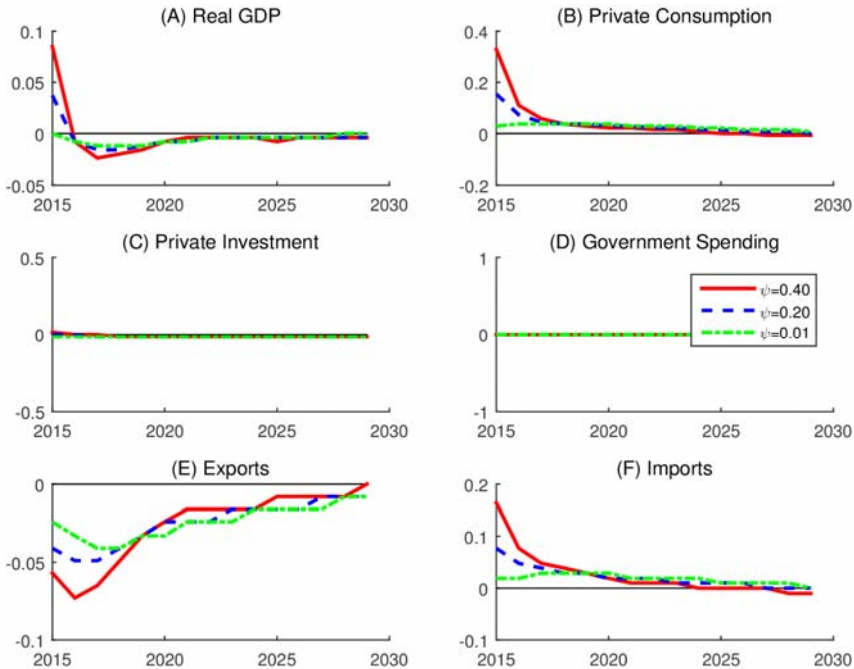 (A) Real GDP
0.1
0.05
0
-0.05
2015 2020 2025 2030
(B) Private Consumption
0.4
0.2
0
-0.2
2015 2020 2025 2030
(C) Private Investment
0.5
0
-0.5
2015 2020 2025 2030
(D) Government Spending
1
0
-1
2015 2020 2025 2030
ψ=0.40
ψ=0.20
ψ=0.01
(E) Exports
0
-0.05
-0.1
2015 2020 2025 2030
(F) Imports
0.2
0.1
0
-0.1
2015 2020 2025 2030